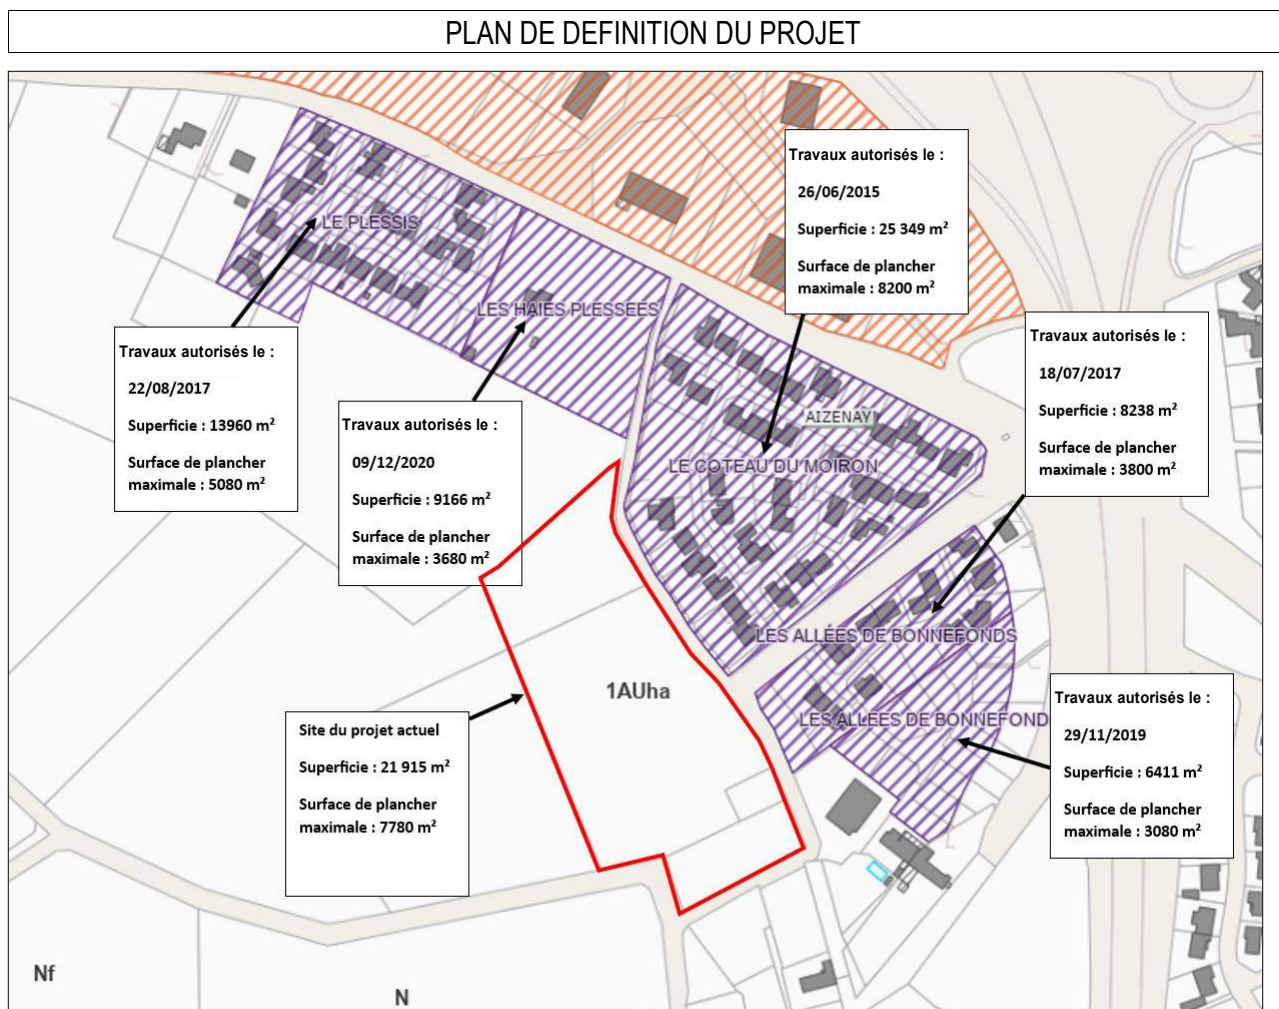 PLAN DE DEFINITION DU PROJET
Travaux autorisés le :
26/06/2015
Superficie : 25 349 m²
Surface de plancher
maximale : 8200 m²
LE PLESSIS
LES HAIES PLESSEES
Travaux autorisés le :
22/08/2017
Superficie : 13960 m²
Surface de plancher
maximale : 5080 m²
Travaux autorisés le :
18/07/2017
Superficie : 8238 m²
Surface de plancher
maximale : 3800 m²
Travaux autorisés le :
09/12/2020
Superficie : 9166 m²
Surface de plancher
maximale : 3680 m²
AIZENAY
LE COTEAU DU MOIRON
LES ALLÉES DE BONNEFONDS
1AUha
LES ALLEES DE BONNEFOND
Travaux autorisés le :
29/11/2019
Superficie : 6411 m²
Surface de plancher
maximale : 3080 m²
Site du projet actuel
Superficie : 21 915 m²
Surface de plancher
maximale : 7780 m²
Nf
N